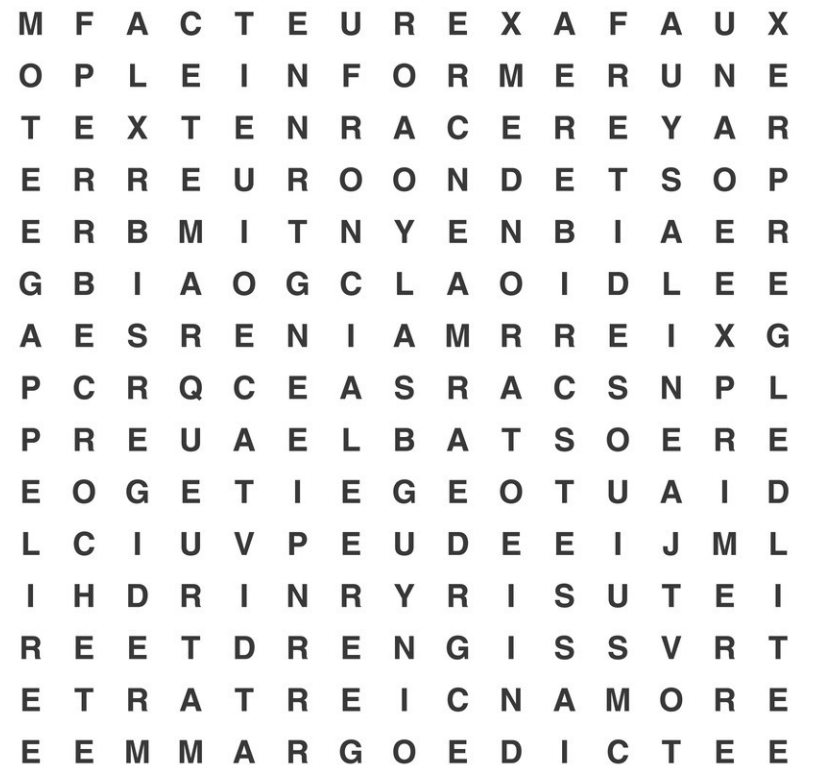 M F A C T E U R E X A F A U X
O P L E I N F O R M E R U N E
T E X T E N R A C E R E Y A R
E R R E U R O O N D E T S O P
E R B M I T N Y E N B I A E R
G B I A O G C L A O I D L E E
A E S R E N I A M R R E I X G
P C R Q C E A S R A C S N P L
P R E U A E L B A T S O E R E
E O G E T I E G E O T U A I D
L C I U V P E U D E E I J M L
I H D R I N R Y R I S U T E I
R E E T D R E N G I S S V R T
E T R A T R E I C N A M O R E
E E M M A R G O E D I C T E E